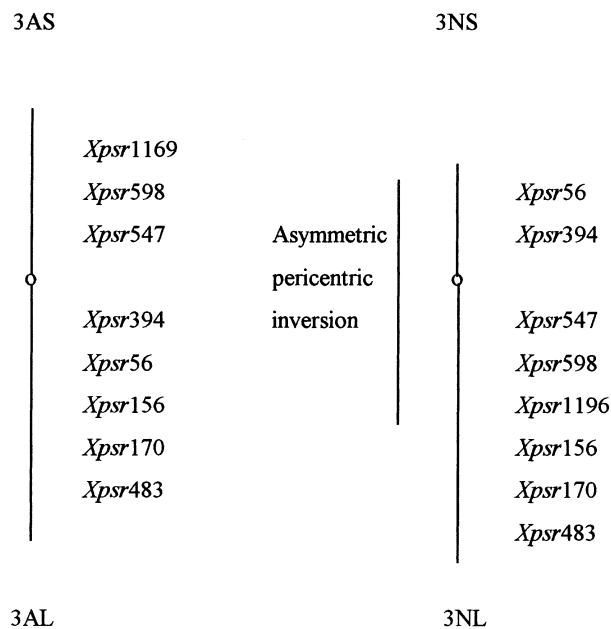 3AS
Xpsr1169
Xpsr598
Xpsr547
Xpsr394
Xpsr56
Xpsr156
Xpsr170
Xpsr483
3AL
Asymmetric
pericentric
inversion
3NS
Xpsr56
Xpsr394
Xpsr547
Xpsr598
Xpsr1196
Xpsr156
Xpsr170
Xpsr483
3NL